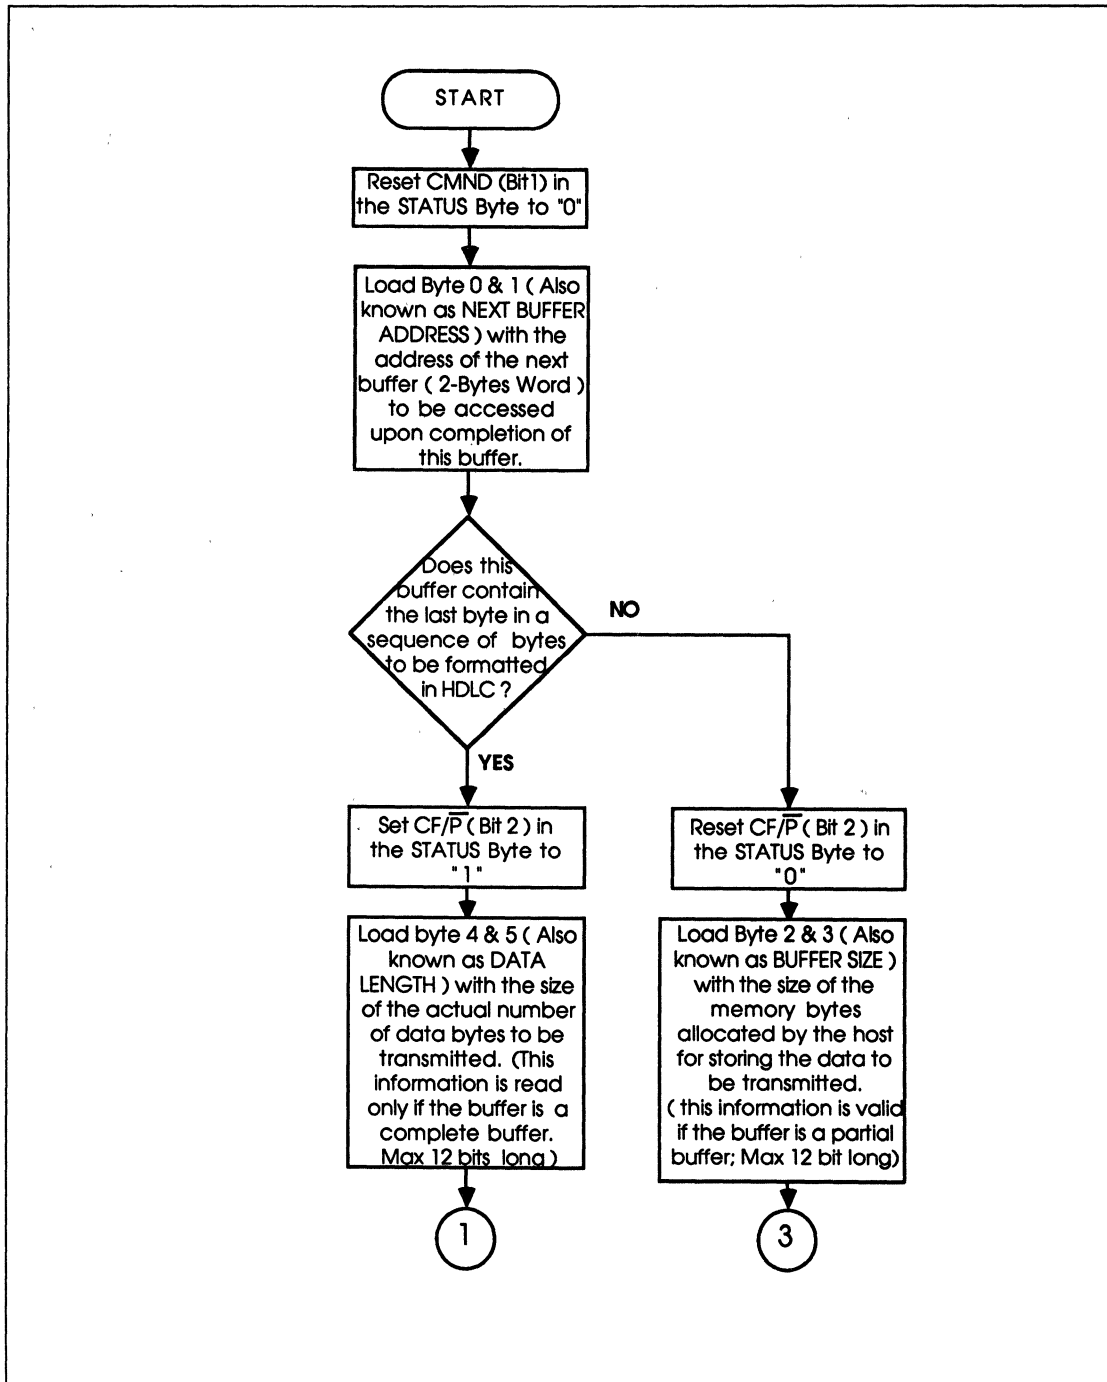 START
Reset CMND (Bit1) in
the STATUS Byte to "0"
Load Byte 0 & 1 ( Also
known as NEXT BUFFER
ADDRESS ) with the
address of the next
buffer ( 2-Bytes Word )
to be accessed
upon completion of
this buffer.
Does this
buffer contain
the last byte in a
sequence of bytes
to be formatted
in HDLC ?
NO
YES
Set CF/P̅ ( Bit 2 ) in
the STATUS Byte to
"1"
Reset CF/P̅ ( Bit 2 ) in
the STATUS Byte to
"0"
Load byte 4 & 5 ( Also
known as DATA
LENGTH ) with the size
of the actual number
of data bytes to be
transmitted. (This
information is read
only if the buffer is a
complete buffer.
Max 12 bits long )
Load Byte 2 & 3 ( Also
known as BUFFER SIZE )
with the size of the
memory bytes
allocated by the host
for storing the data to
be transmitted.
( this information is valid
if the buffer is a partial
buffer; Max 12 bit long)
1
3